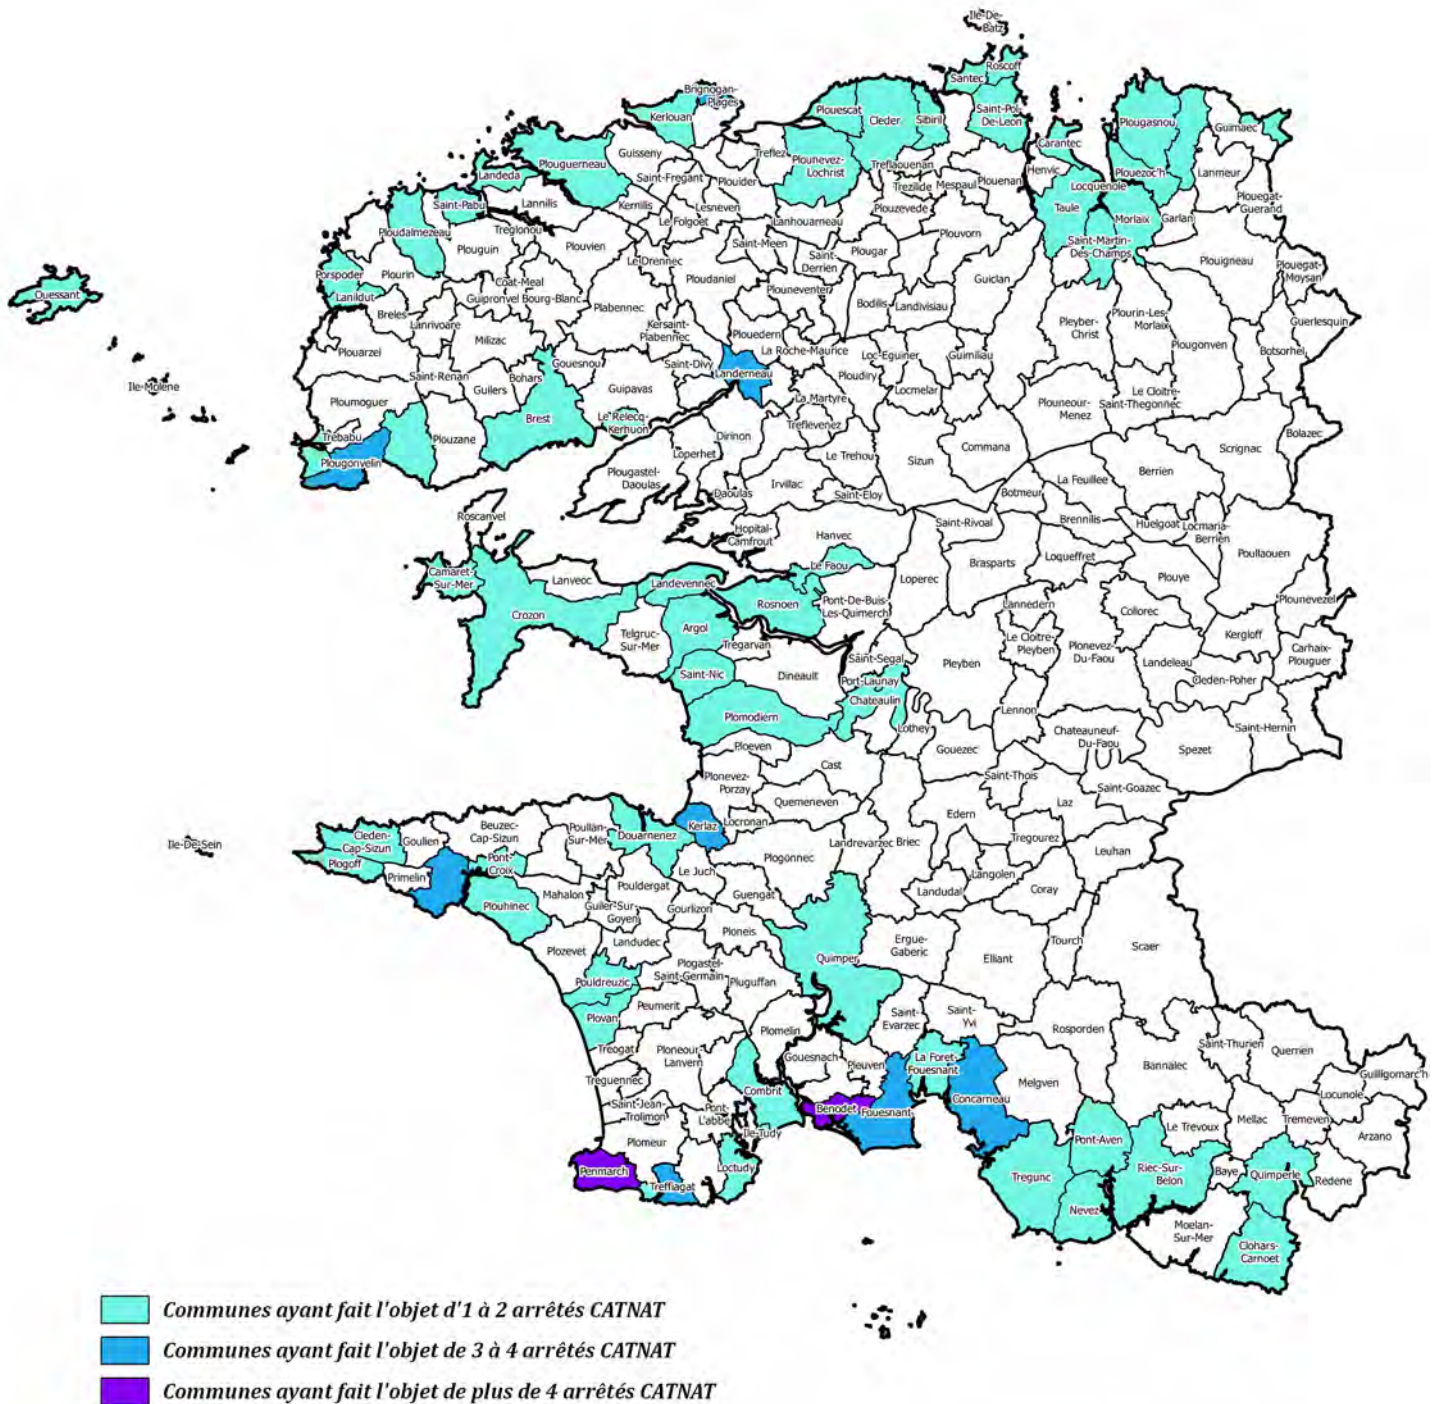 Ile-De-
Batz
Roscoff
Santec
Brignogan-
Plages
Kerlouan
Plouescat
Cleder
Sibiril
Saint-Pol-
De-Leon
Plougasnou
Guimaec
Carantec
Plouguerneau
Guisseny
Treflez
Plounevez-
Lochrist
Treflaouenan
Henvic
Plouezoc'h
Lanmeur
Landeda
Saint-Fregant
Plouider
Trezilide
Mespaul
Plouenan
Locquenole
Saint-Pabu
Lannilis
Kernilis
Lesneven
Le Folgoet
Lanhouarneau
Plouzevede
Taule
Morlaix
Garlan
Plouegat-
Guerand
Ploudalmezeau
Treglonou
Plouguin
Plouvien
Saint-Meen
Saint-
Derrien
Plougar
Plouvorn
Saint-Martin-
Des-Champs
Plouigneau
Plouegat-
Moysan
Le Drennec
Ploudaniel
Guiclan
Porspoder
Plourin
Coat-Meal
Ouessant
Lanildut
Guipronvel
Bourg-Blanc
Plabennec
Plouneventer
Bodilis
Landivisiau
Breles
Lanrivoare
Milizac
Kersaint-
Plabennec
Plouedern
Pleyber-
Christ
Plourin-Les-
Morlaix
Plougonven
Guerlesquin
Botsorhel
Plouarzel
Gouesnou
La Roche-Maurice
Loc-Eguiner
Guimiliau
Saint-Renan
Bohars
Saint-Divy
Landerneau
Ploudiry
Locmelar
Ile-Molene
Guilers
Guipavas
La Martyre
Plouneour-
Menez
Le Cloitre-
Saint-Thegonnec
Ploumoguer
Brest
Le Relecq-
Kerhuon
Treflevenez
Trebabu
Plouzane
Dirinon
Commana
Bolazec
Scrignac
Plougonvelin
Loperhet
Le Trehou
Sizun
Plougastel-
Daoulas
Irvillac
Berrien
La Feuillee
Daoulas
Saint-Eloy
Botmeur
Roscanvel
Hopital-
Camfrout
Hanvec
Saint-Rivoal
Brennilis
Huelgoat
Locmaria-
Berrien
Poullaouen
Camaret-
Sur-Mer
Lanveoc
Landevennec
Le Faou
Loperec
Brasparts
Loqueffret
Plouye
Rosnoen
Pont-De-Buis-
Les-Quimerch
Lannedern
Collorec
Plounevezel
Crozon
Argol
Telgruc-
Sur-Mer
Tregarvan
Le Cloitre-
Pleyben
Plonevez-
Du-Faou
Kergloff
Carhaix-
Plouguer
Saint-Segal
Pleyben
Landeleau
Saint-Nic
Dineault
Port-Launay
Cleden-Poher
Chateaulin
Lennon
Plomodiern
Lothey
Chateauneuf-
Du-Faou
Saint-Hernin
Ploeven
Gouezec
Spezet
Cast
Plonevez-
Porzay
Saint-Thois
Saint-Goazec
Quemeneven
Laz
Edern
Kerlaz
Locronan
Tregourez
Ile-De-Sein
Cleden-
Cap-Sizun
Goulien
Beuzec-
Cap-Sizun
Poullan-
Sur-Mer
Douarnenez
Landrevarzec
Briec
Leuhan
Plogoff
Pont-
Croix
Plogonnec
Primelin
Le Juch
Langolen
Landudal
Coray
Plouhinec
Mahalon
Pouldergat
Guengat
Guiler-Sur-
Goyen
Gourlizon
Ploneis
Plozevet
Landudec
Quimper
Ergue-
Gaberic
Elliant
Tourch
Scaer
Plogastel-
Saint-Germain
Pluguffan
Pouldreuzic
Peumerit
Plovan
Plomelin
Saint-
Evarzec
Saint-
Yvi
Rosporden
Treogat
Ploneour-
Lanvern
Gouesnach
Pleuven
La Foret-
Fouesnant
Bannalec
Saint-Thurien
Querrien
Treguennec
Melgven
Guilligomarc'h
Combrit
Locunole
Saint-Jean-
Trolimon
Pont-
L'abbe
Benodet
Fouesnant
Concarneau
Mellac
Tremeven
Arzano
Ile-Tudy
Pont-Aven
Le Trevoux
Plomeur
Penmarch
Treffiagat
Loctudy
Tregunc
Riec-Sur-
Belon
Baye
Quimperle
Redene
Nevez
Moelan-
Sur-Mer
Clohars-
Carnoet
Communes ayant fait l'objet d'1 à 2 arrêtés CATNAT
Communes ayant fait l'objet de 3 à 4 arrêtés CATNAT
Communes ayant fait l'objet de plus de 4 arrêtés CATNAT